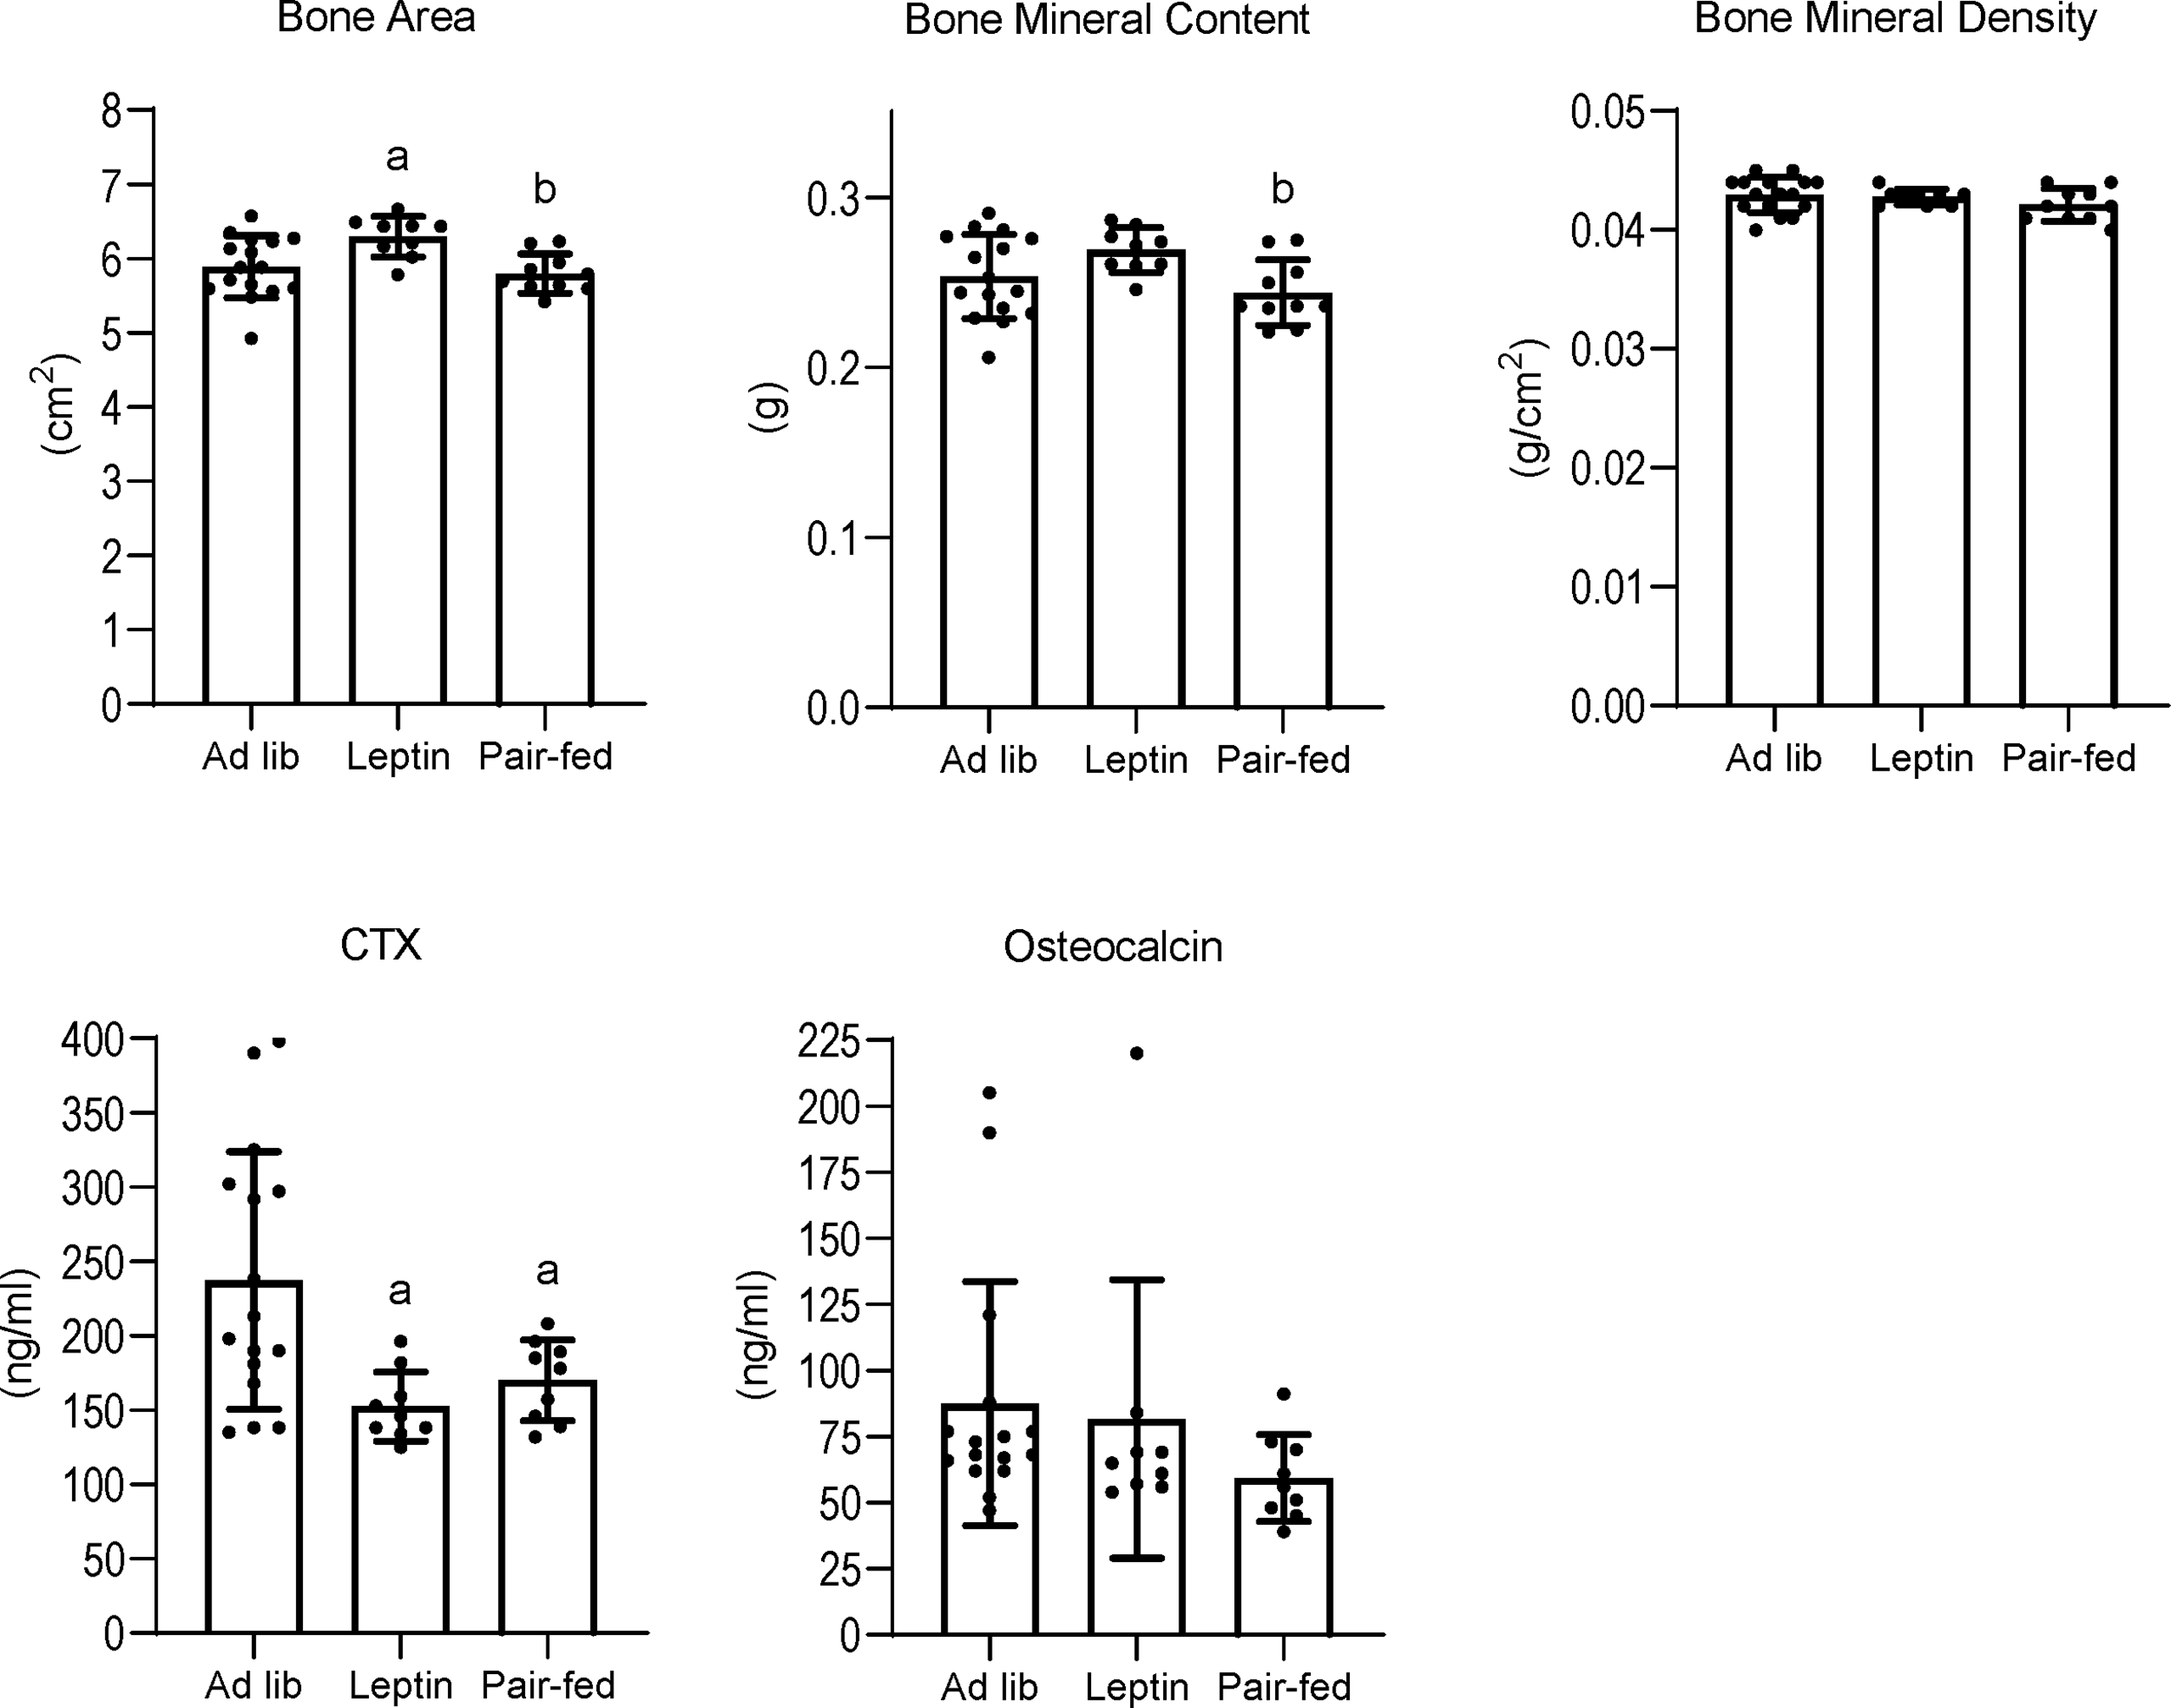 Bone Area
8
7
6
5
4
3
2
1
0
(cm²)
a
b
Ad lib Leptin Pair-fed
Bone Mineral Content
0.3
0.2
0.1
0.0
(g)
b
Ad lib Leptin Pair-fed
Bone Mineral Density
0.05
0.04
0.03
0.02
0.01
0.00
(g/cm²)
Ad lib Leptin Pair-fed
CTX
400
350
300
250
200
150
100
50
0
(ng/ml)
a
a
Ad lib Leptin Pair-fed
Osteocalcin
225
200
175
150
125
100
75
50
25
0
(ng/ml)
Ad lib Leptin Pair-fed